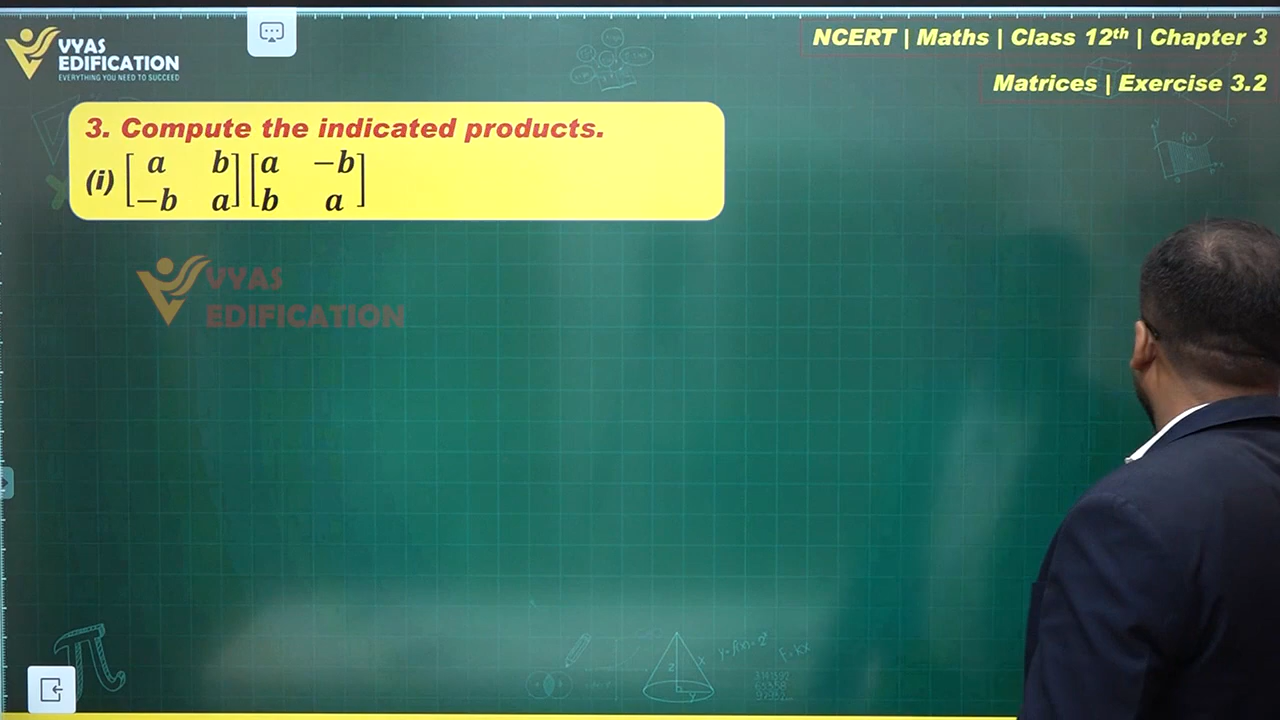 VYAS
EDIFICATION
EVERYTHING YOU NEED TO SUCCEED
NCERT | Maths | Class 12th | Chapter 3
Matrices | Exercise 3.2
3. Compute the indicated products.
(i) [a b] [a −b]
[−b a] [b a]
VYAS
EDIFICATION
π